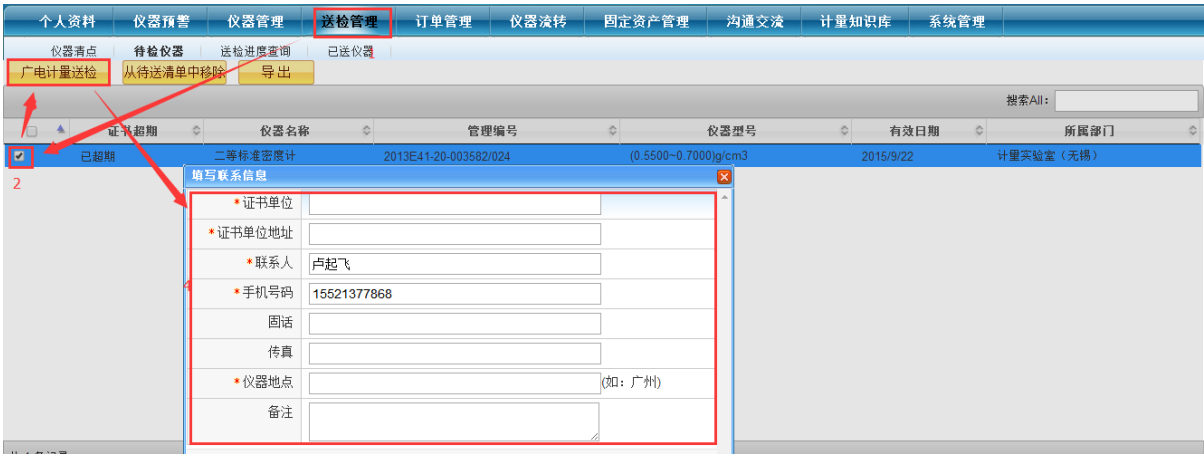 个人资料 仪器预警 仪器管理 送检管理 订单管理 仪器流转 固定资产管理 沟通交流 计量知识库 系统管理
仪器清点 待检仪器 送检进度查询 已送仪器 1
广电计量送检 从待送清单中移除 导出
搜索All：
证书超期 仪器名称 管理编号 仪器型号 有效日期 所属部门
已超期 二等标准密度计 2013E41-20-003582/024 (0.5500~0.7000)g/cm3 2015/9/22 计量实验室（无锡）
2
填写联系信息
*证书单位
*证书单位地址
*联系人 卢起飞
4
*手机号码 15521377868
固话
传真
*仪器地点 (如：广州)
备注